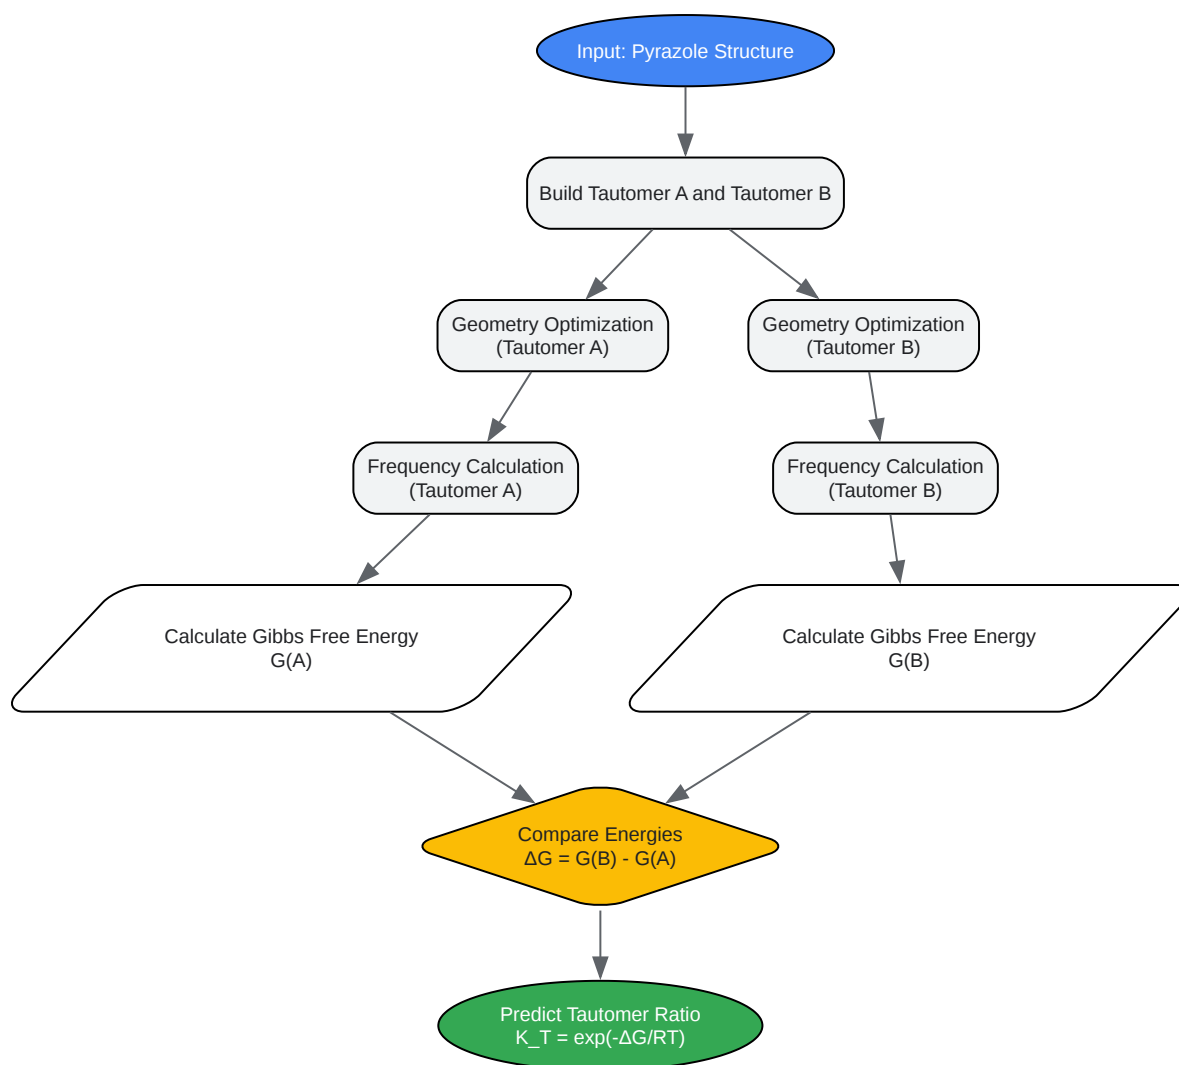 Input: Pyrazole Structure
Build Tautomer A and Tautomer B
Geometry Optimization
(Tautomer A)
Geometry Optimization
(Tautomer B)
Frequency Calculation
(Tautomer A)
Frequency Calculation
(Tautomer B)
Calculate Gibbs Free Energy
G(A)
Calculate Gibbs Free Energy
G(B)
Compare Energies
ΔG = G(B) - G(A)
Predict Tautomer Ratio
K_T = exp(-ΔG/RT)